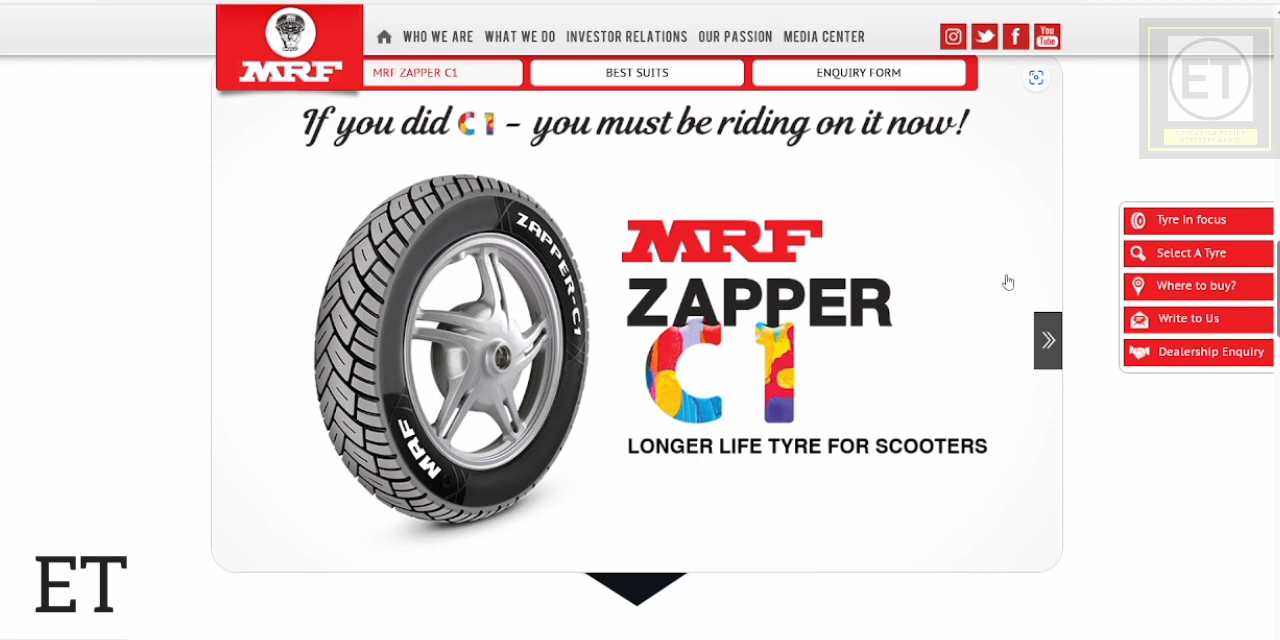 MRF
WHO WE ARE WHAT WE DO INVESTOR RELATIONS OUR PASSION MEDIA CENTER
You Tube
MRF ZAPPER C1 BEST SUITS ENQUIRY FORM
ET
If you did C1 - you must be riding on it now!
ZAPPER-C1
MRF
MRF
ZAPPER
C1
LONGER LIFE TYRE FOR SCOOTERS
Tyre In focus
Select A Tyre
Where to buy?
Write to Us
Dealership Enquiry
ET